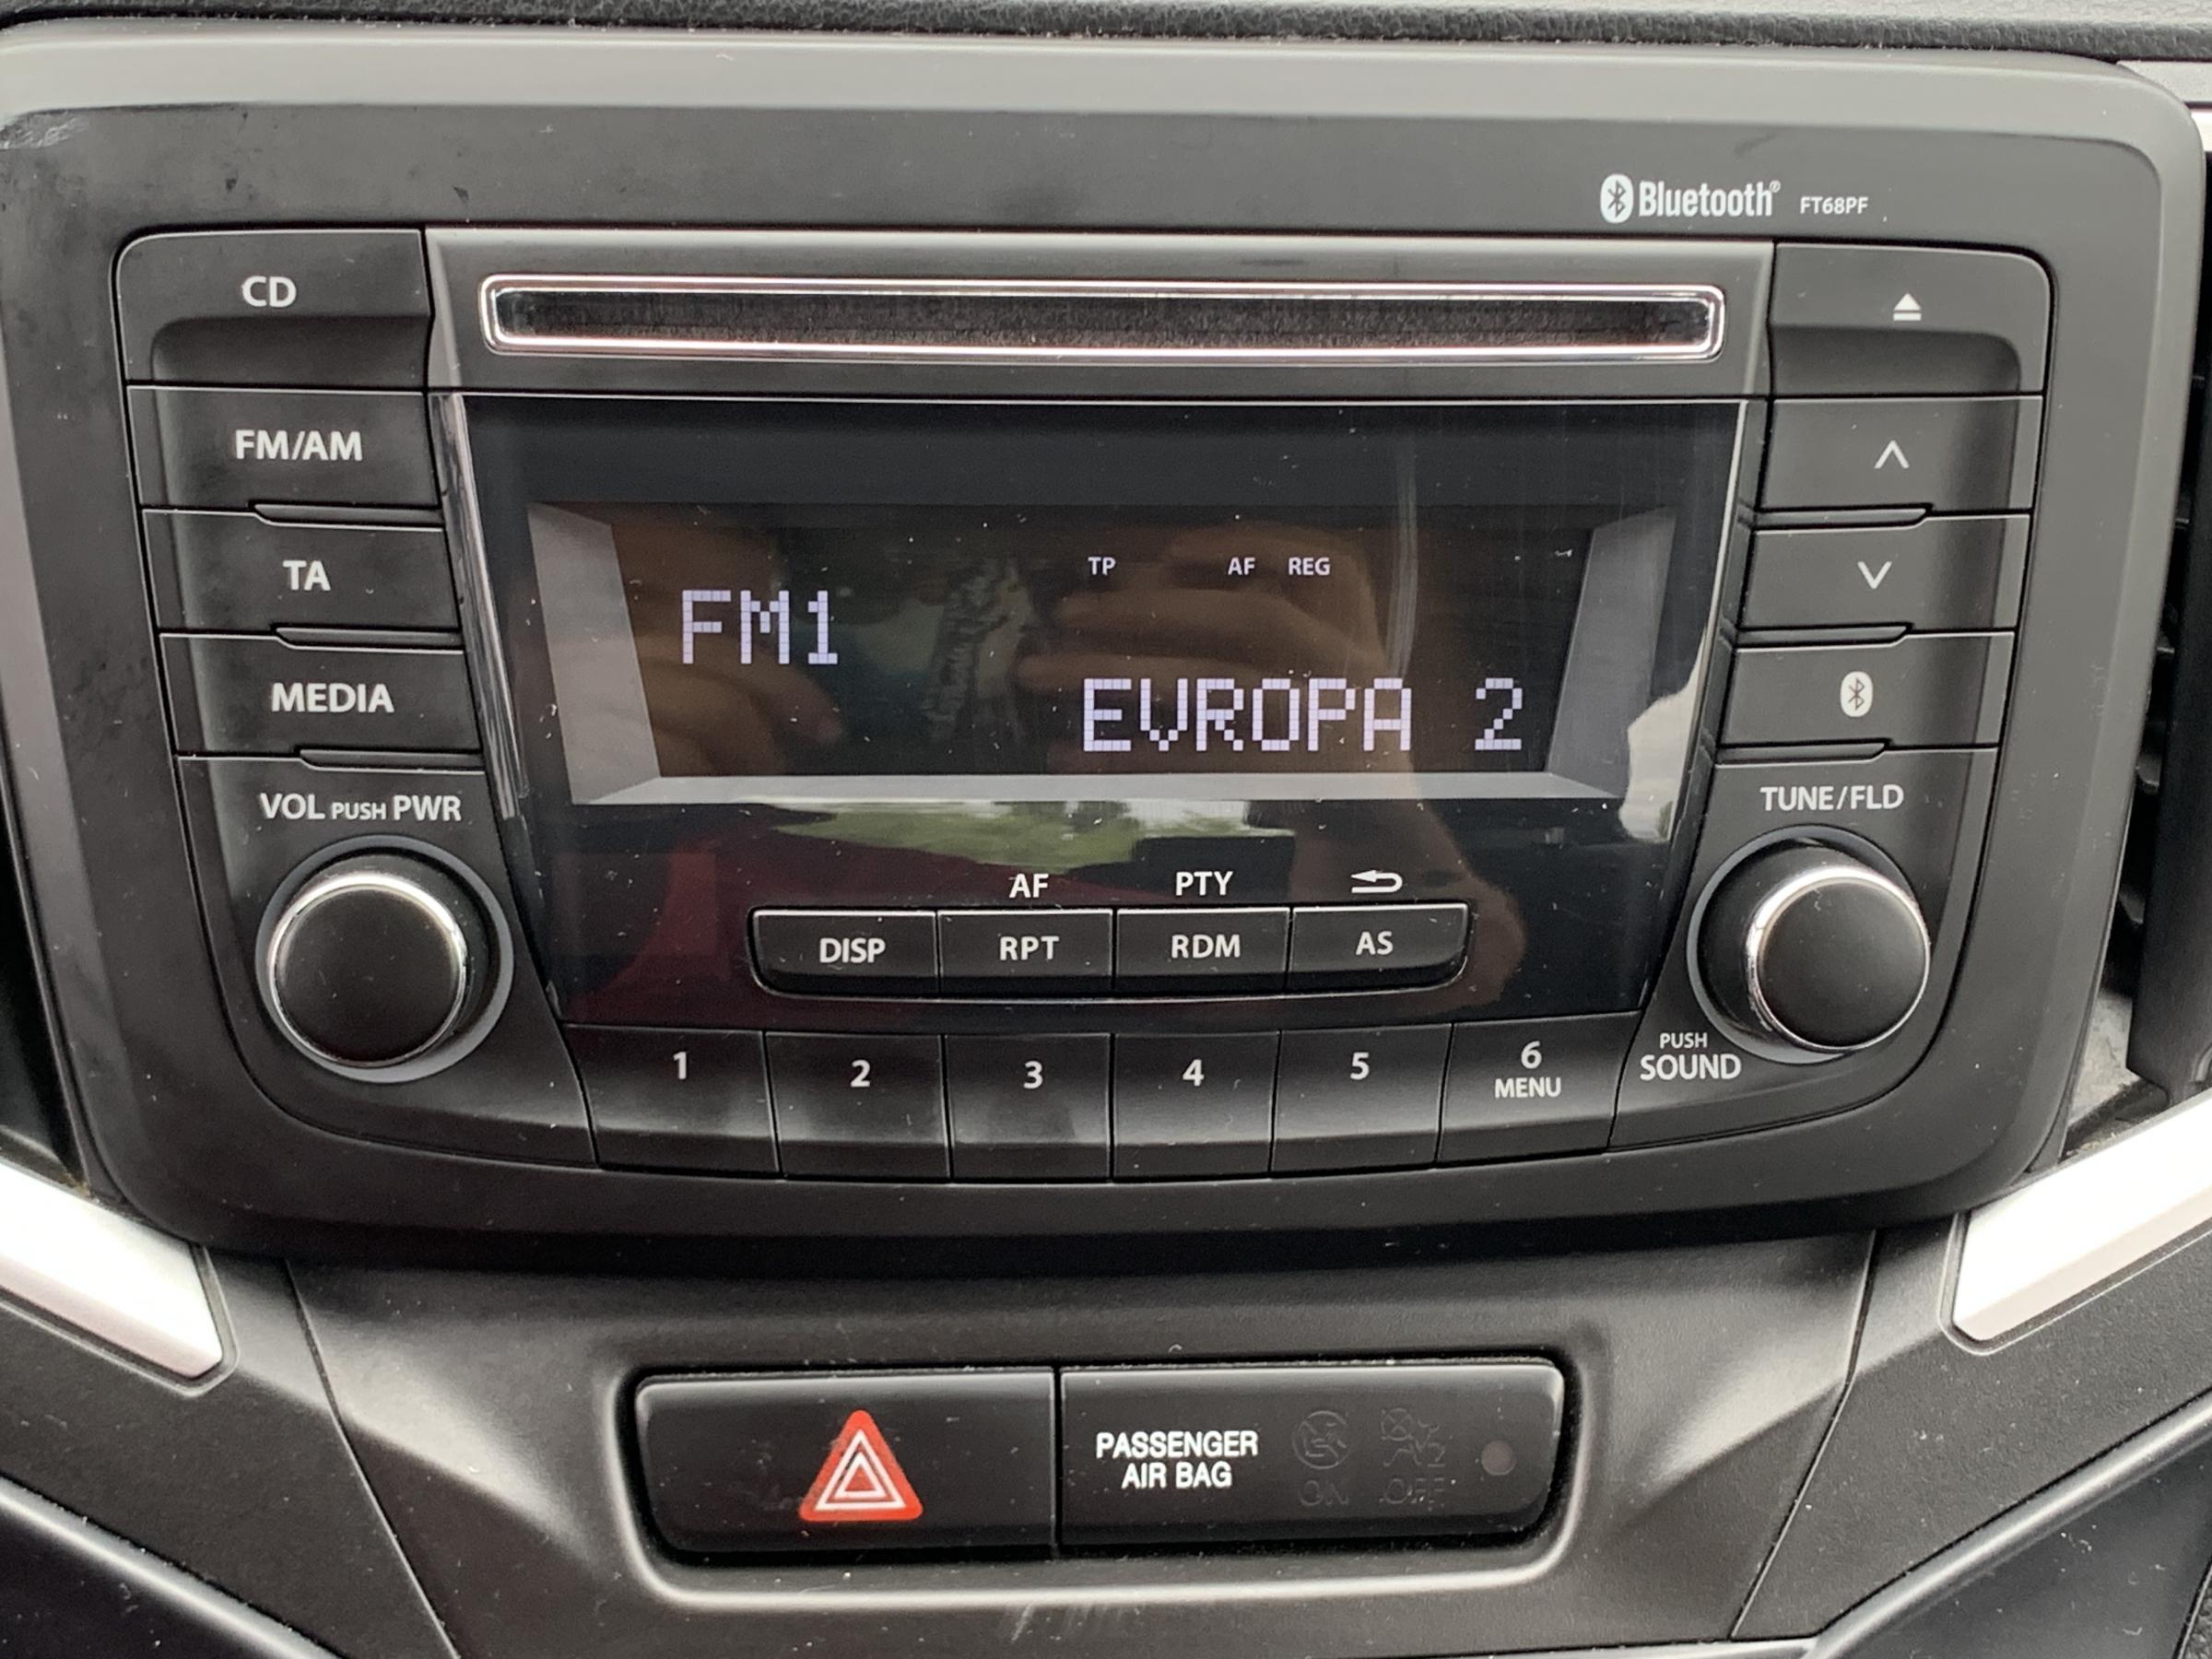 Bluetooth® FT68PF
CD
FM/AM
TA
MEDIA
VOL PUSH PWR
TP AF REG
FM1
EVROPA 2
TUNE/FLD
AF PTY
DISP RPT RDM AS
1 2 3 4 5 6
MENU
PUSH
SOUND
PASSENGER
AIR BAG
ON OFF